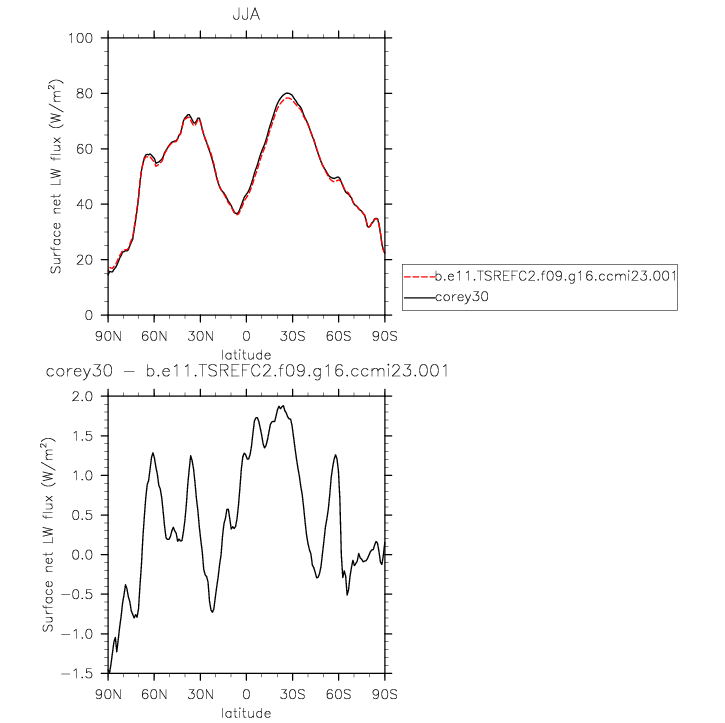 JJA
100
80
60
40
20
0
Surface net LW flux (W/m²)
90N 60N 30N 0 30S 60S 90S
latitude
b.e11.TSREFC2.f09.g16.ccmi23.001
corey30
corey30 − b.e11.TSREFC2.f09.g16.ccmi23.001
2.0
1.5
1.0
0.5
0.0
−0.5
−1.0
−1.5
Surface net LW flux (W/m²)
90N 60N 30N 0 30S 60S 90S
latitude